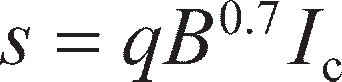 s = qB^{0.7} I_c